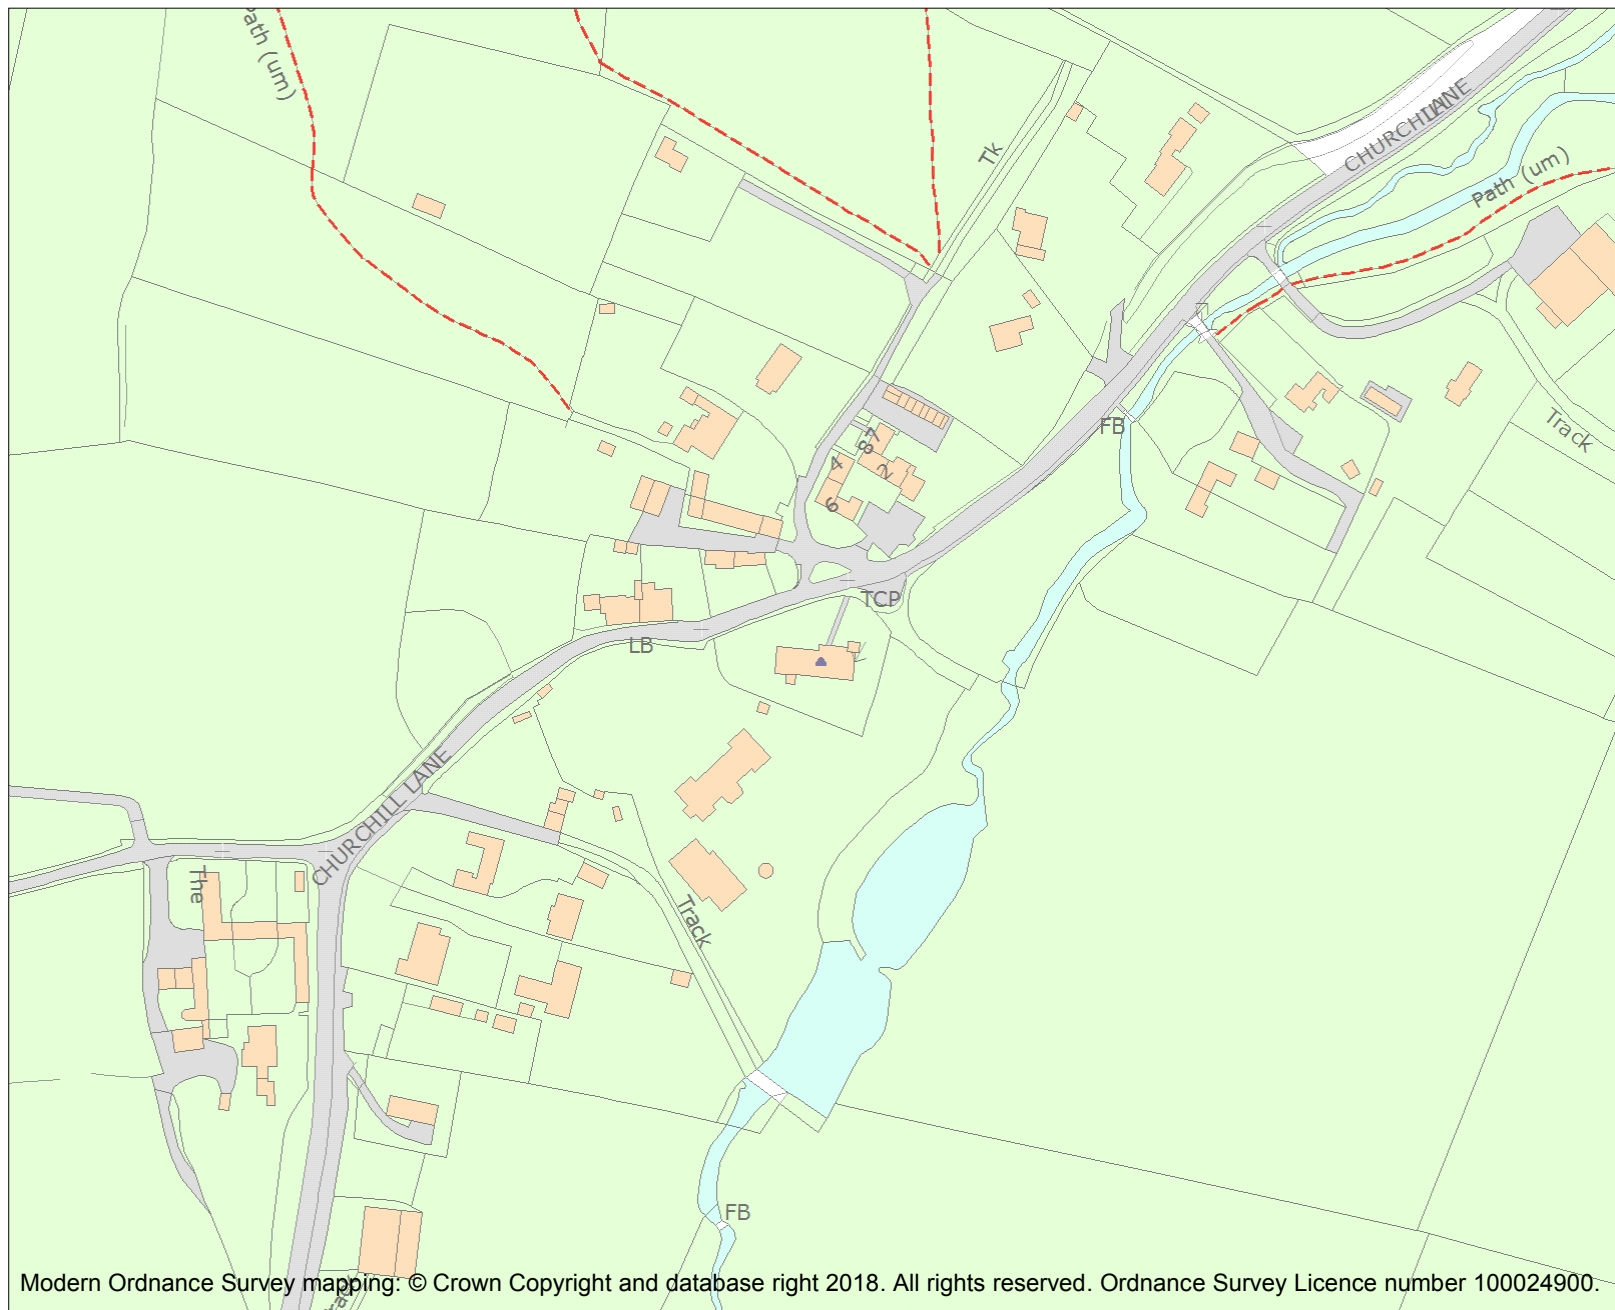 Path (um)
Tk
CHURCHILL LANE
Path (um)
FB
Track
8 7
4
2
6
TCP
LB
CHURCHILL LANE
The
Track
FB
Modern Ordnance Survey mapping: © Crown Copyright and database right 2018. All rights reserved. Ordnance Survey Licence number 100024900.